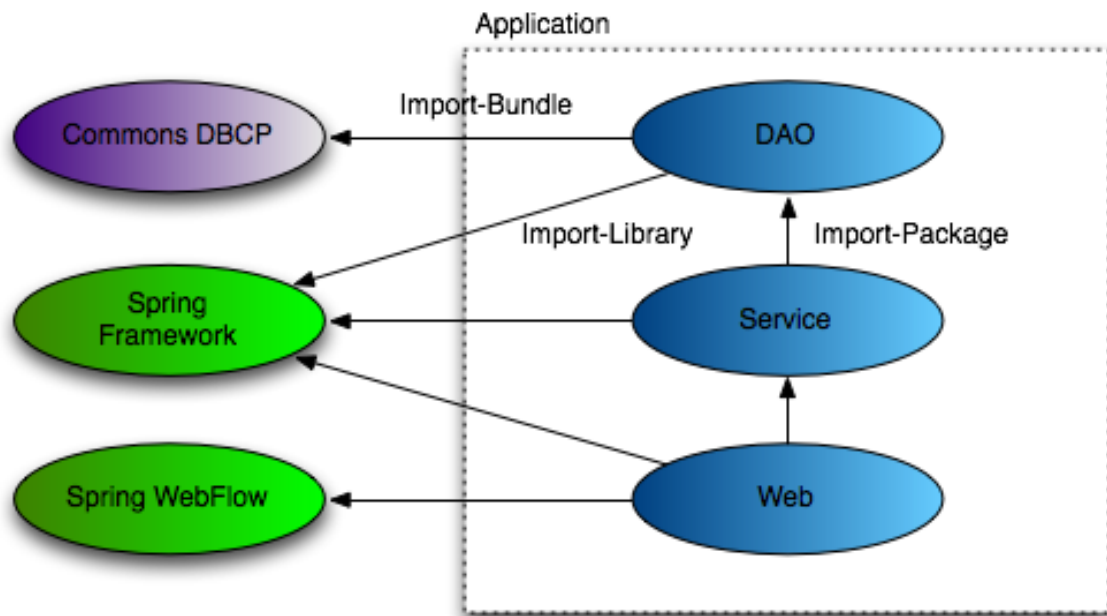 Application
Import-Bundle
Commons DBCP
DAO
Import-Library
Import-Package
Spring
Framework
Service
Spring WebFlow
Web